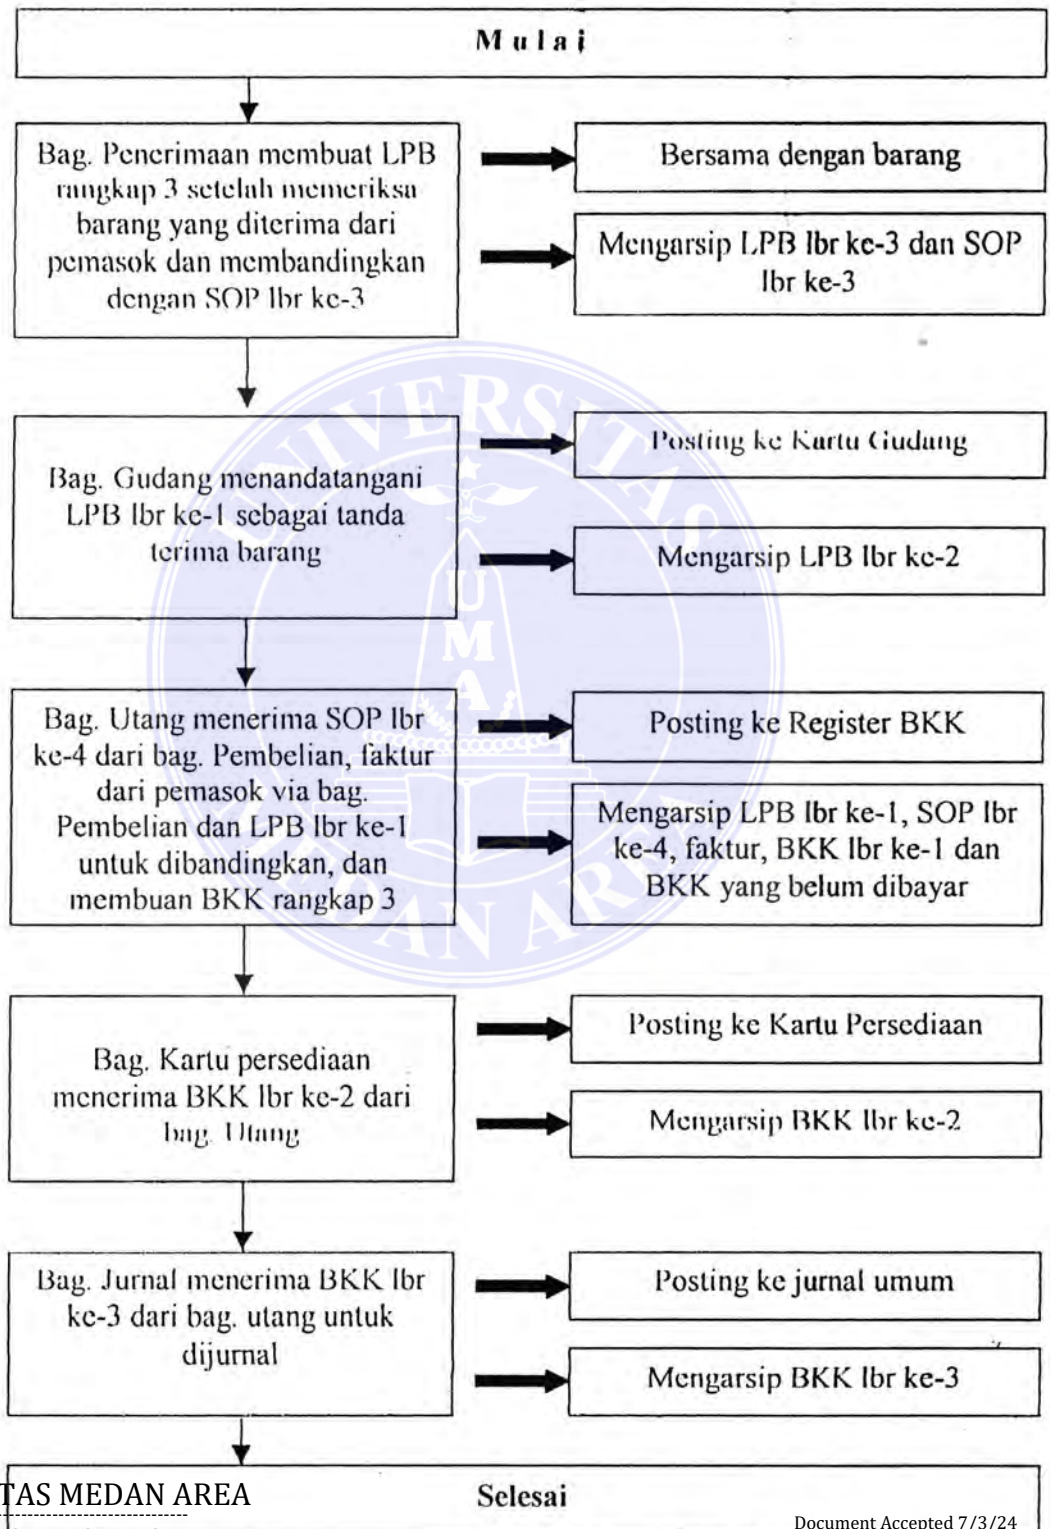 Mulai
Bag. Penerimaan membuat LPB
rangkap 3 setelah memeriksa
barang yang diterima dari
pemasok dan membandingkan
dengan SOP lbr ke-3
Bersama dengan barang
Mengarsip LPB lbr ke-3 dan SOP
lbr ke-3
Bag. Gudang menandatangani
LPB lbr ke-1 sebagai tanda
terima barang
Posting ke Kartu Gudang
Mengarsip LPB lbr ke-2
Bag. Utang menerima SOP lbr
ke-4 dari bag. Pembelian, faktur
dari pemasok via bag.
Pembelian dan LPB lbr ke-1
untuk dibandingkan, dan
membuan BKK rangkap 3
Posting ke Register BKK
Mengarsip LPB lbr ke-1, SOP lbr
ke-4, faktur, BKK lbr ke-1 dan
BKK yang belum dibayar
Bag. Kartu persediaan
menerima BKK lbr ke-2 dari
bag. Utang
Posting ke Kartu Persediaan
Mengarsip BKK lbr ke-2
Bag. Jurnal menerima BKK lbr
ke-3 dari bag. utang untuk
dijurnal
Posting ke jurnal umum
Mengarsip BKK lbr ke-3
Selesai
UNIVERSITAS
MEDAN AREA
UMA
TAS MEDAN AREA
Document Accepted 7/3/24